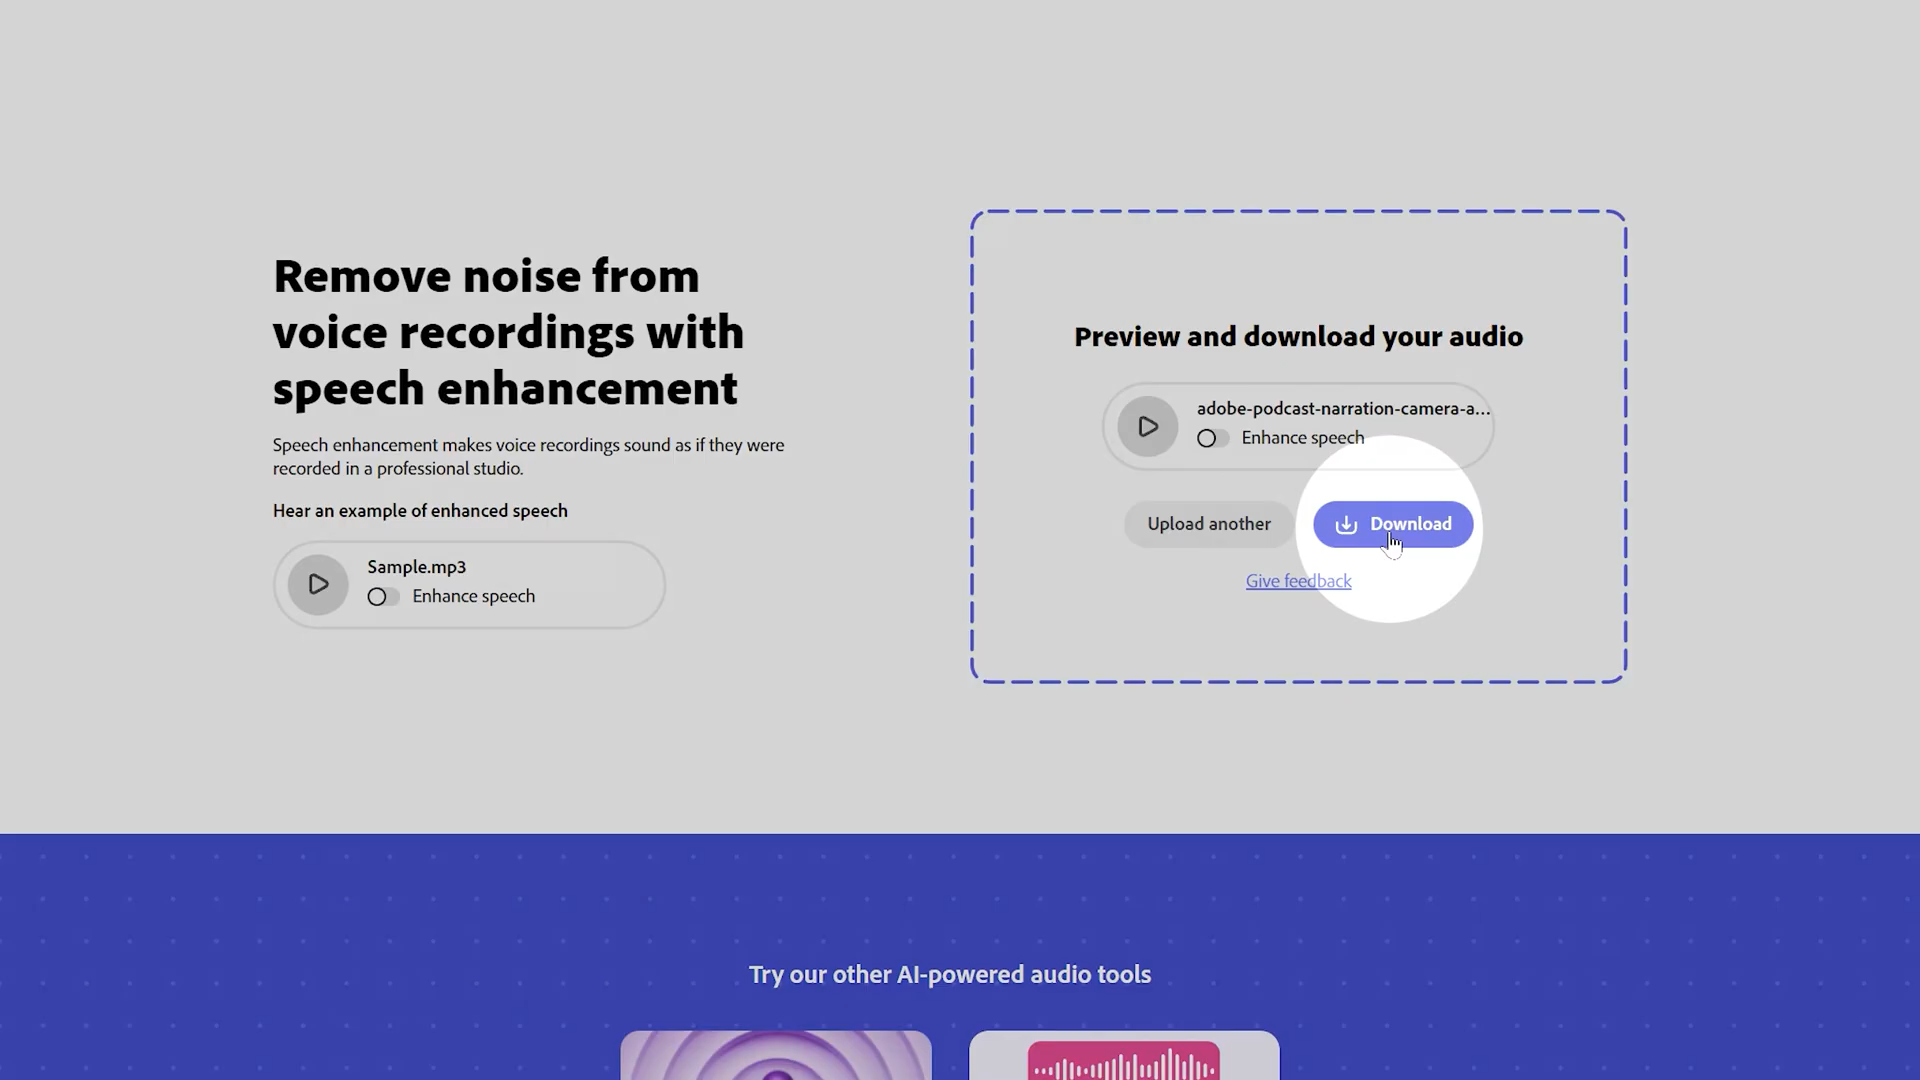 Remove noise from
voice recordings with
speech enhancement
Speech enhancement makes voice recordings sound as if they were
recorded in a professional studio.
Hear an example of enhanced speech
Sample.mp3
Enhance speech
Preview and download your audio
adobe-podcast-narration-camera-a...
Enhance speech
Upload another
Download
Give feedback
Try our other AI-powered audio tools